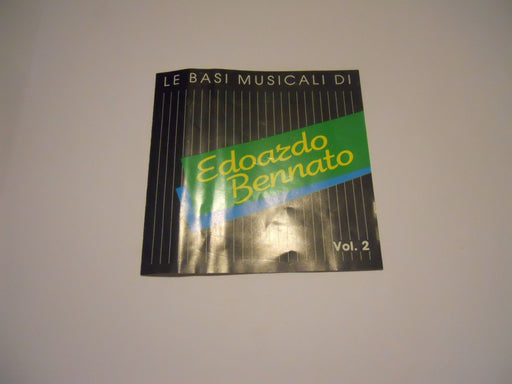 LE BASI MUSICALI DI
Edoardo
Bennato
Vol. 2